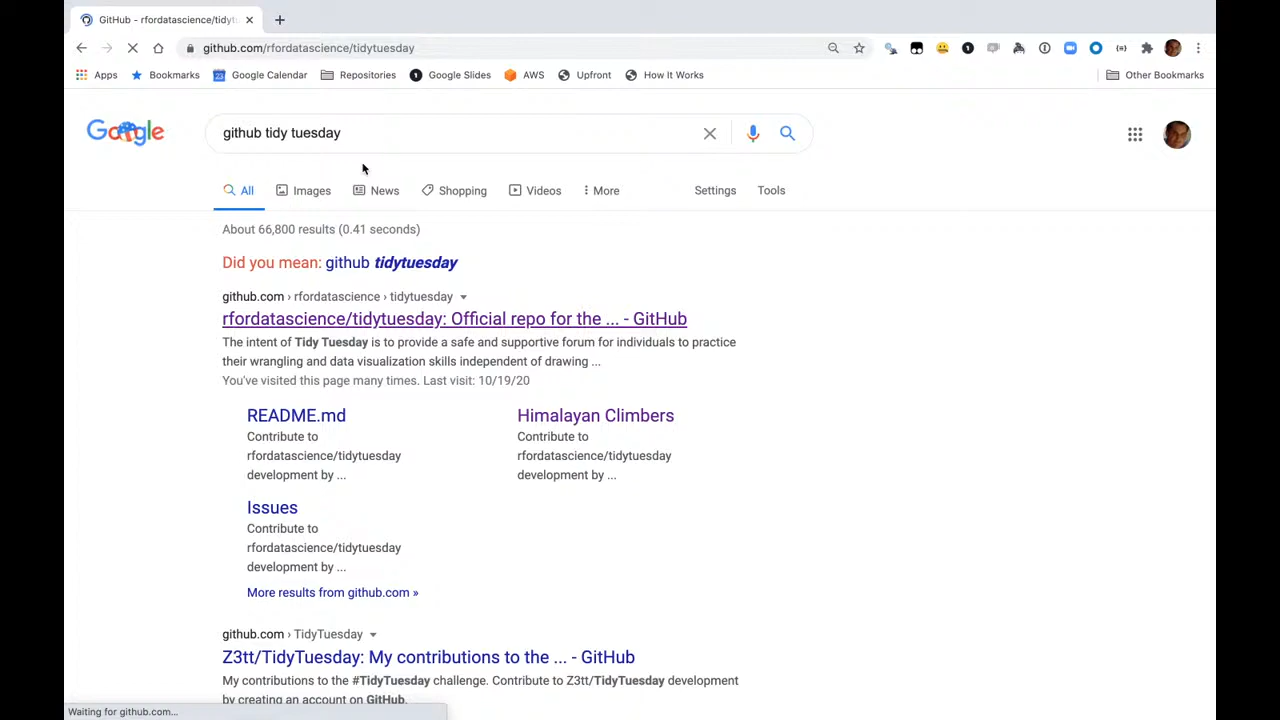 GitHub - rfordatascience/tidytu
github.com/rfordatascience/tidytuesday
Apps
Bookmarks
23
Google Calendar
Repositories
Google Slides
AWS
Upfront
How It Works
Other Bookmarks
Google
github tidy tuesday
All
Images
News
Shopping
Videos
More
Settings
Tools
About 66,800 results (0.41 seconds)
Did you mean: github tidytuesday
github.com › rfordatascience › tidytuesday
rfordatascience/tidytuesday: Official repo for the ... - GitHub
The intent of Tidy Tuesday is to provide a safe and supportive forum for individuals to practice
their wrangling and data visualization skills independent of drawing ...
You've visited this page many times. Last visit: 10/19/20
README.md
Contribute to
rfordatascience/tidytuesday
development by ...
Himalayan Climbers
Contribute to
rfordatascience/tidytuesday
development by ...
Issues
Contribute to
rfordatascience/tidytuesday
development by ...
More results from github.com »
github.com › TidyTuesday
Z3tt/TidyTuesday: My contributions to the ... - GitHub
My contributions to the #TidyTuesday challenge. Contribute to Z3tt/TidyTuesday development
by creating an account on GitHub.
Waiting for github.com...